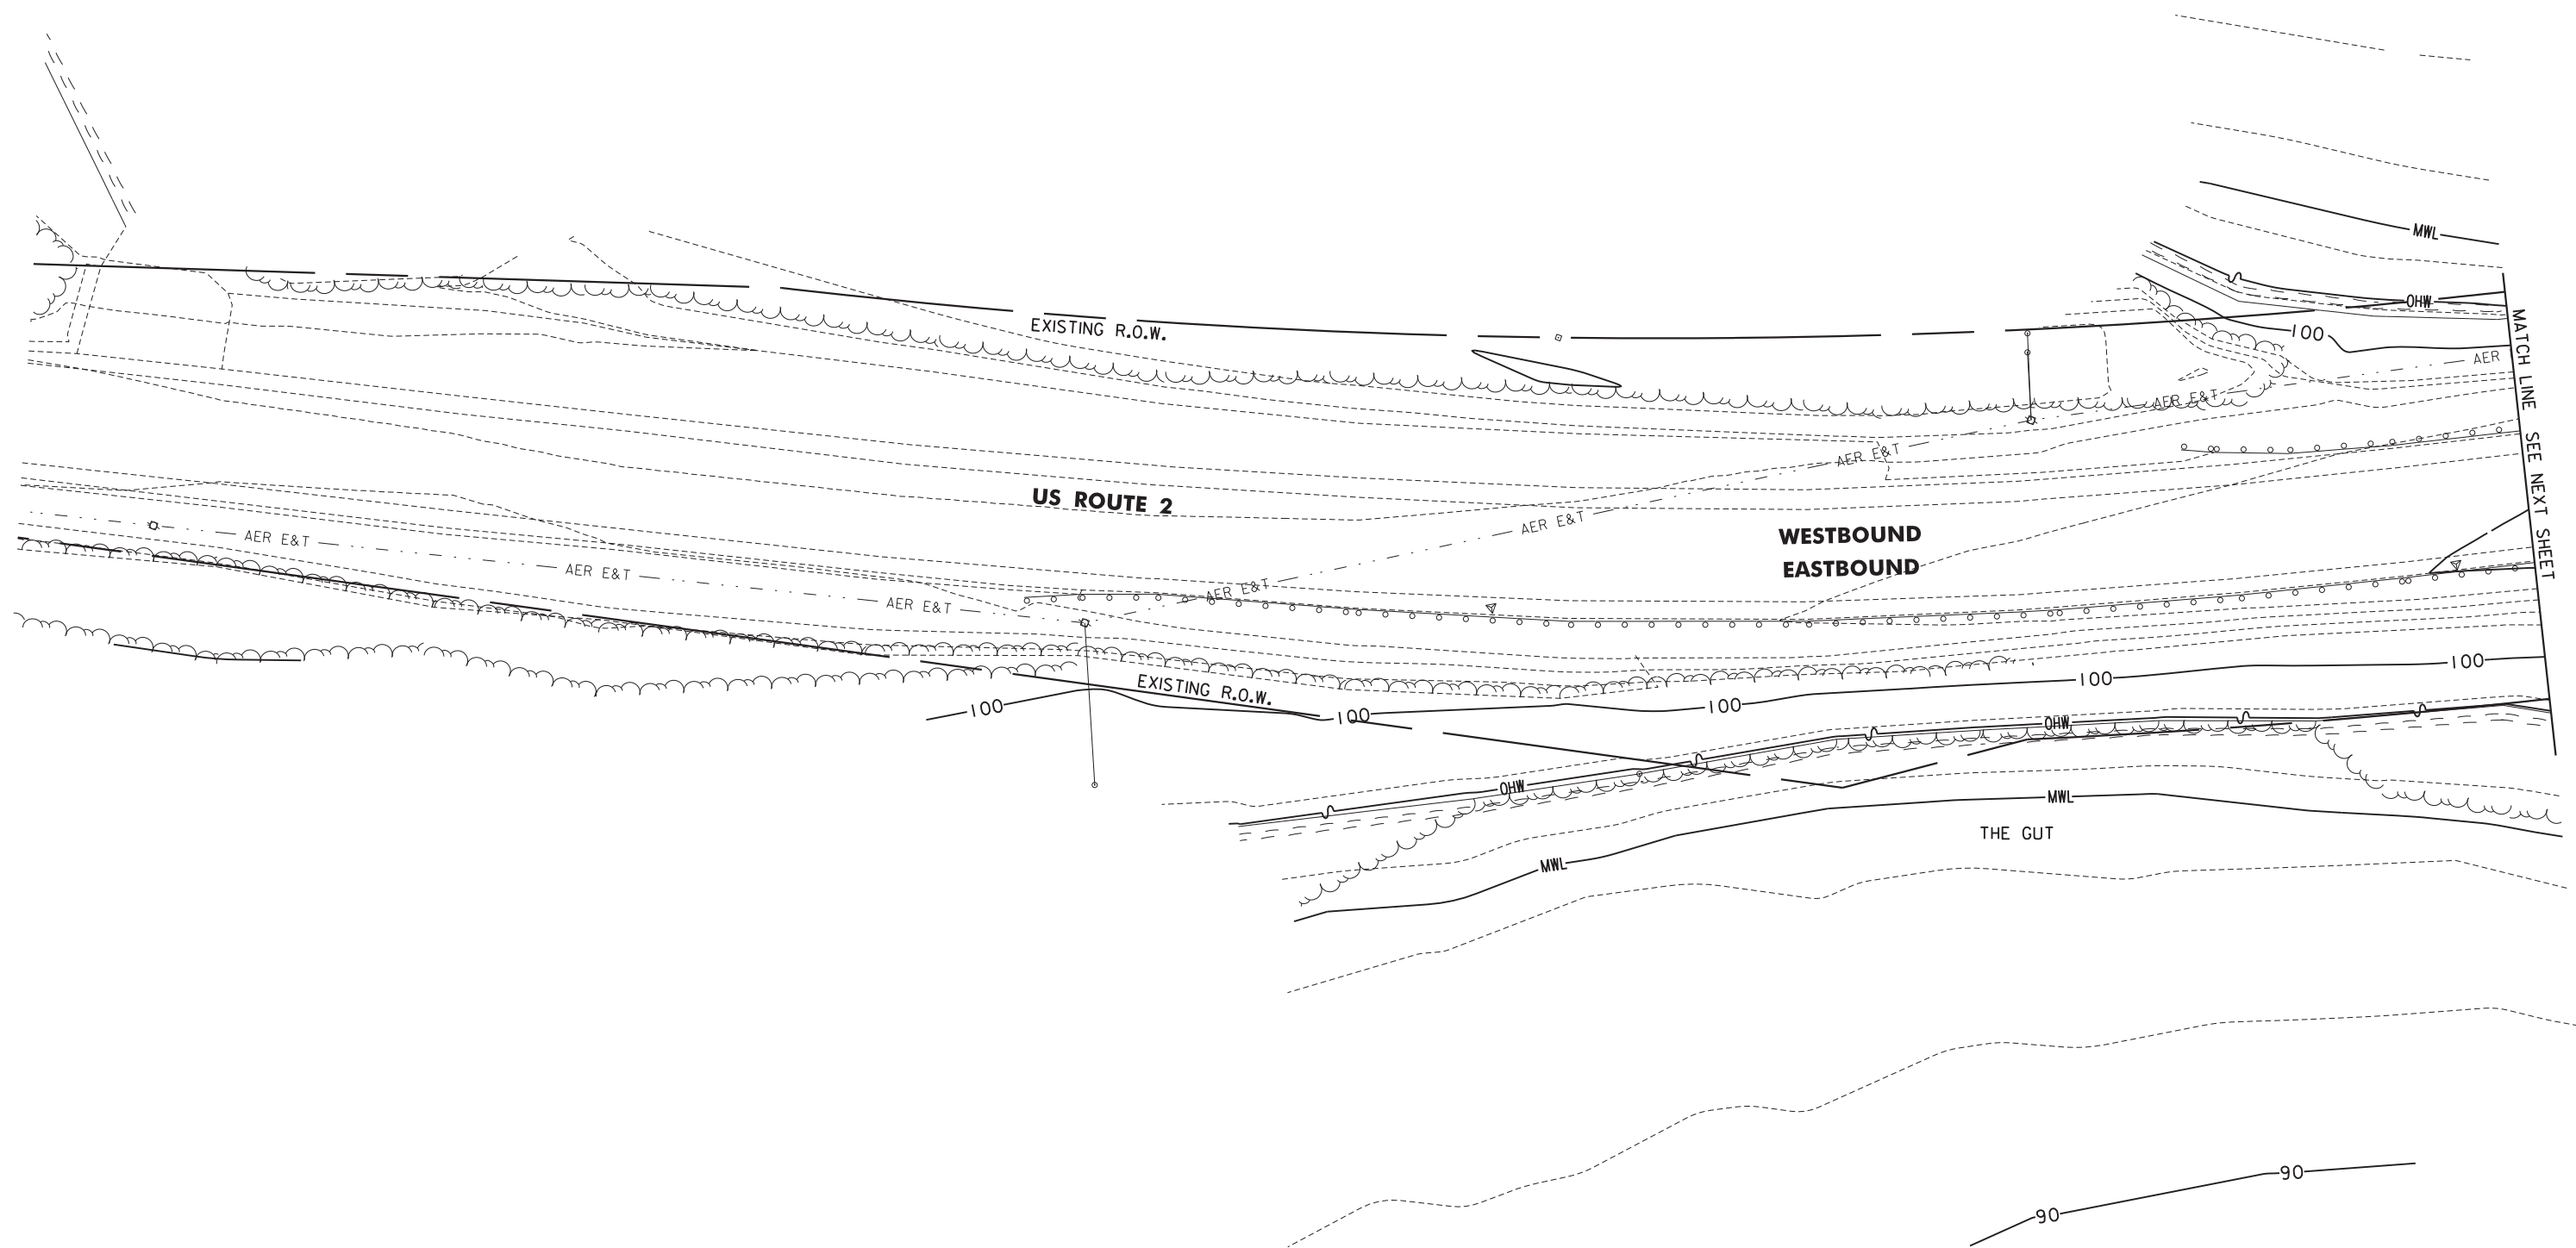 MWL
OHW
100
EXISTING R.O.W.
AER
AER E&T
AER E&T
MATCH LINE SEE NEXT SHEET
US ROUTE 2
AER E&T
WESTBOUND
EASTBOUND
AER E&T
AER E&T
AER E&T
AER E&T
EXISTING R.O.W.
100
100
100
100
100
OHW
OHW
MWL
THE GUT
MWL
90
90